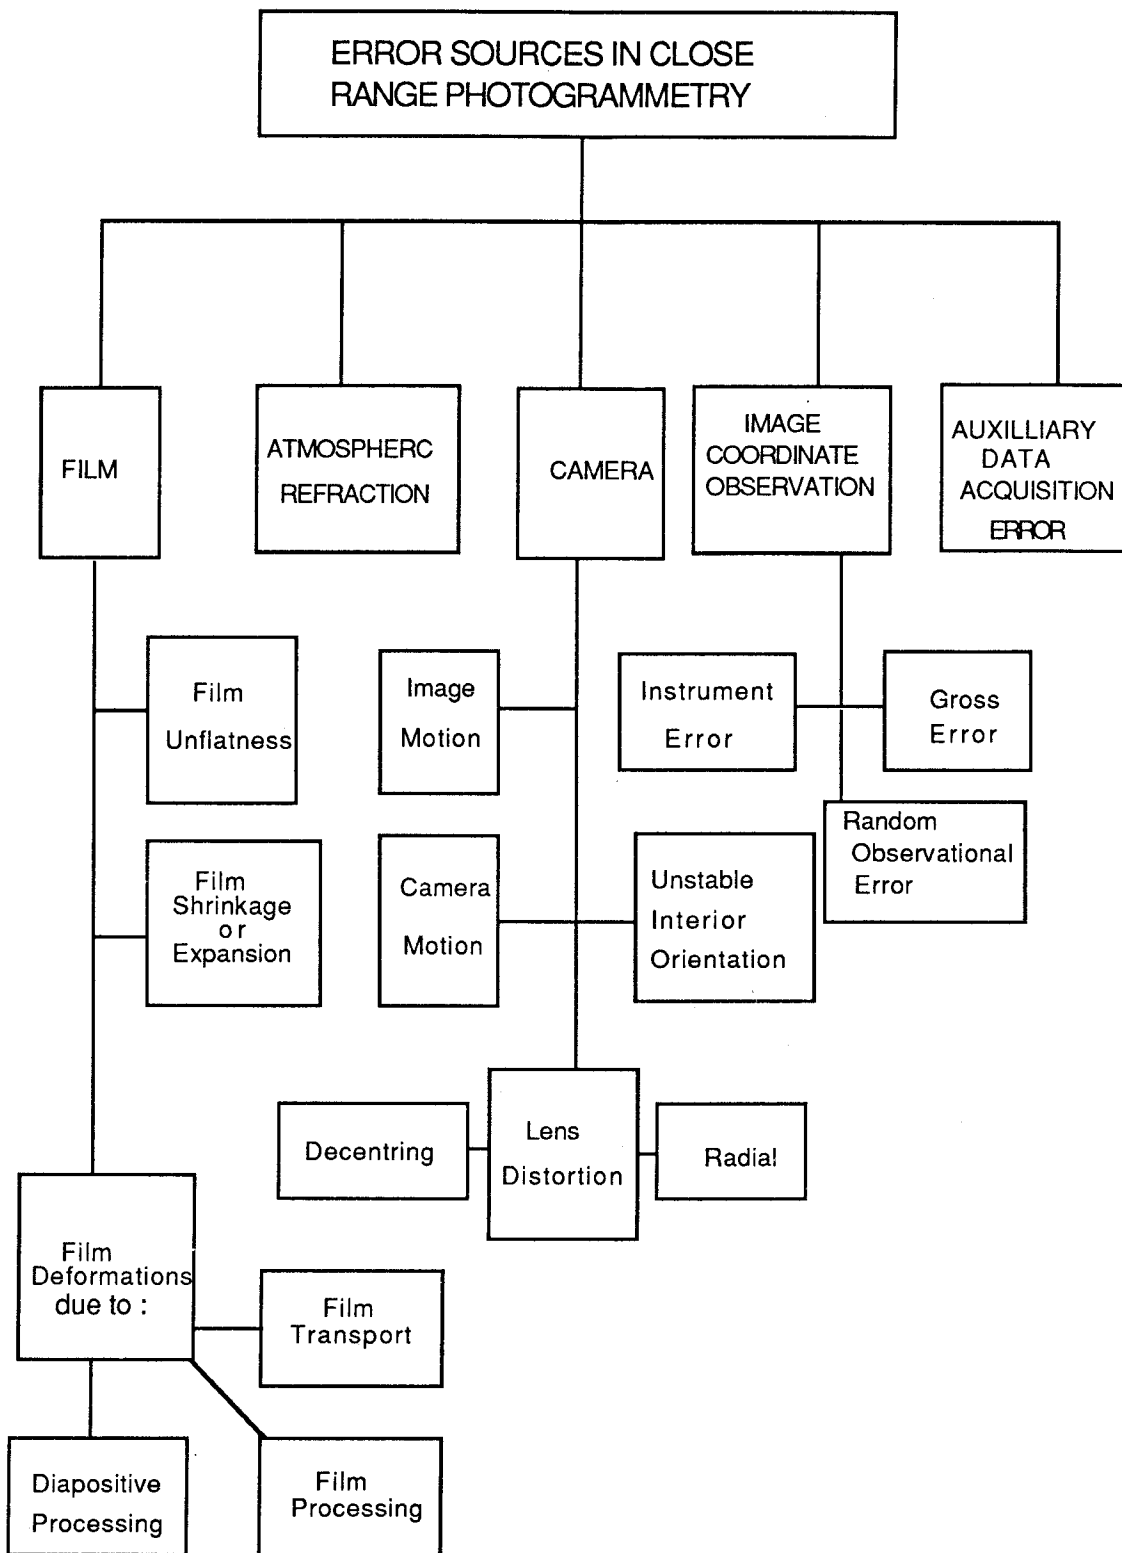 ERROR SOURCES IN CLOSE
RANGE PHOTOGRAMMETRY
FILM
ATMOSPHERC
REFRACTION
CAMERA
IMAGE
COORDINATE
OBSERVATION
AUXILLIARY
DATA
ACQUISITION
ERROR
Film
Unflatness
Image
Motion
Instrument
Error
Gross
Error
Film
Shrinkage
or
Expansion
Camera
Motion
Unstable
Interior
Orientation
Random
Observational
Error
Decentring
Lens
Distortion
Radial
Film
Deformations
due to :
Film
Transport
Diapositive
Processing
Film
Processing